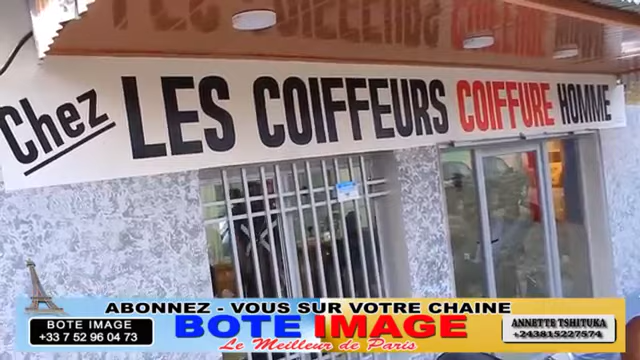 Chez LES COIFFEURS COIFFURE HOMME
ABONNEZ - VOUS SUR VOTRE CHAINE
BOTE IMAGE
+33 7 52 96 04 73
BOTE IMAGE
Le Meilleur de Paris
ANNETTE TSHITUKA
+243815227574